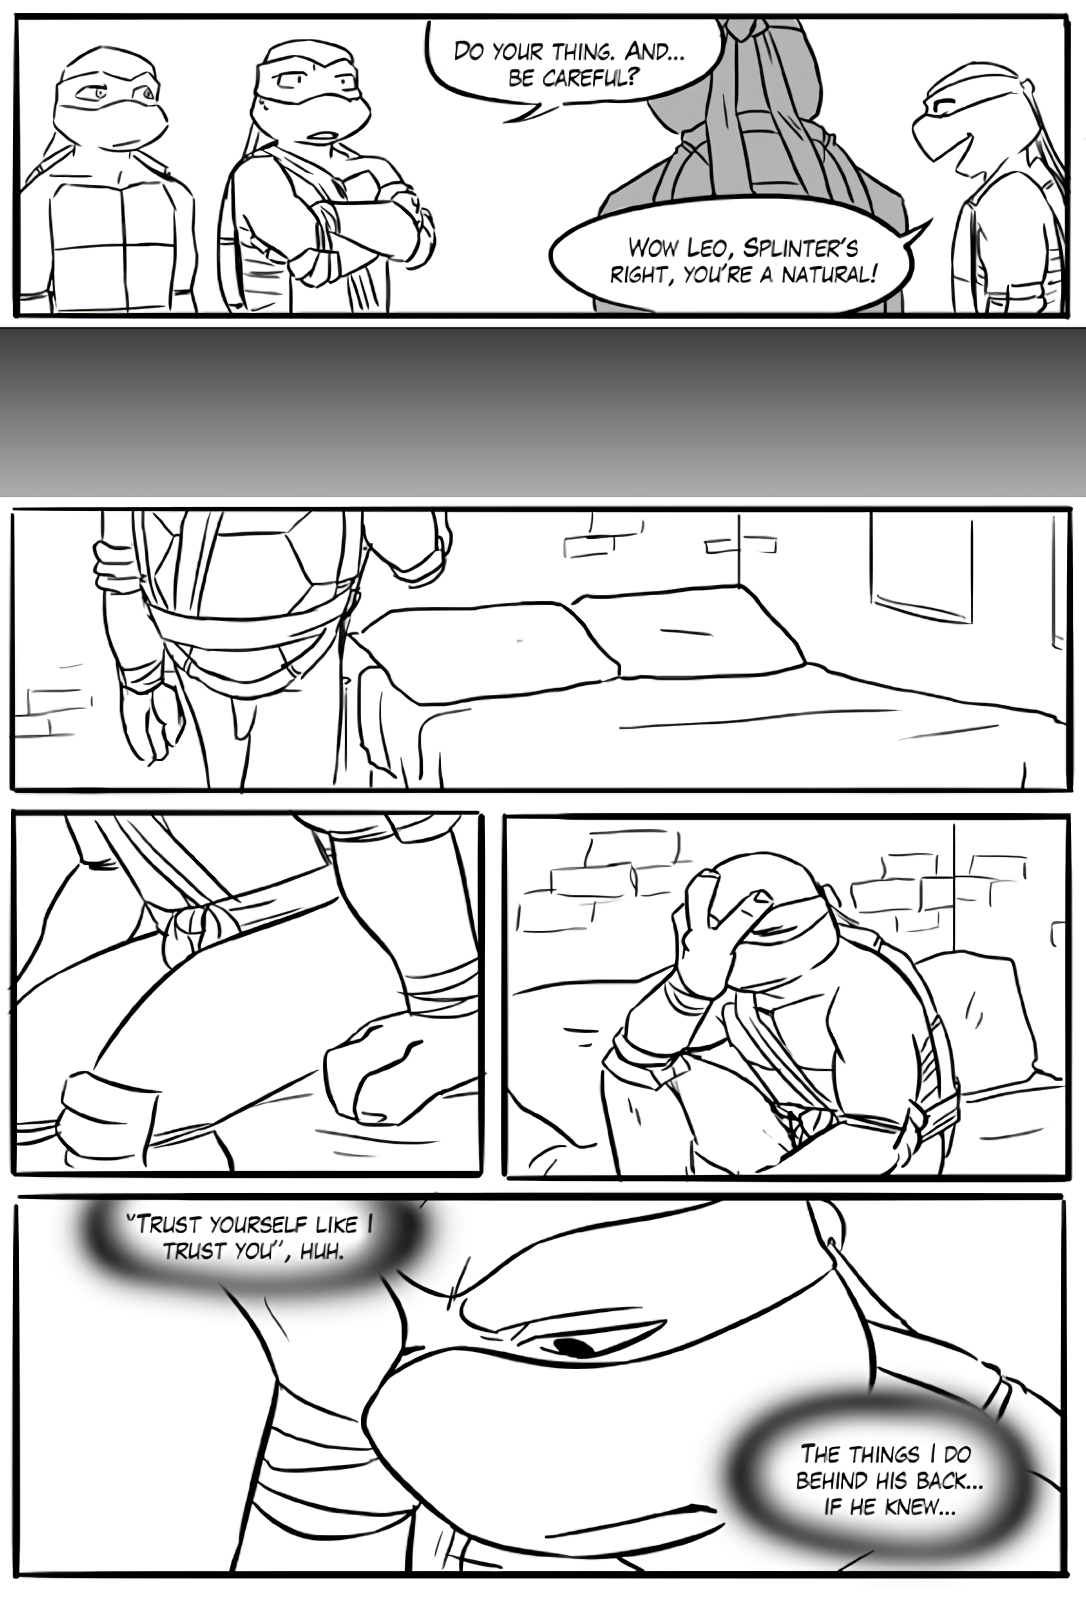 DO YOUR THING. AND...
BE CAREFUL?
WOW LEO, SPLINTER'S
RIGHT, YOU'RE A NATURAL!
"TRUST YOURSELF LIKE I
TRUST YOU", HUH.
THE THINGS I DO
BEHIND HIS BACK...
IF HE KNEW...